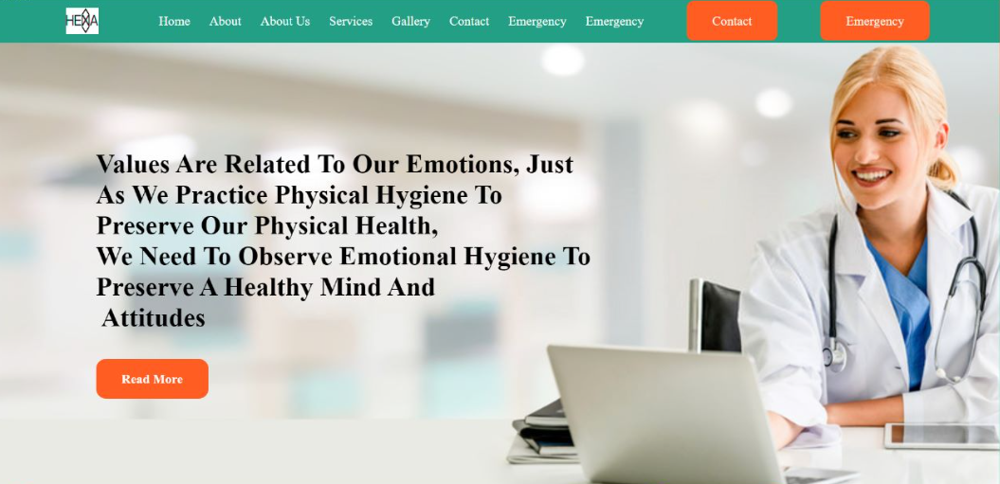 HEXA
Home About About Us Services Gallery Contact Emergency Emergency Contact Emergency
Values Are Related To Our Emotions, Just
As We Practice Physical Hygiene To
Preserve Our Physical Health,
We Need To Observe Emotional Hygiene To
Preserve A Healthy Mind And
Attitudes
Read More